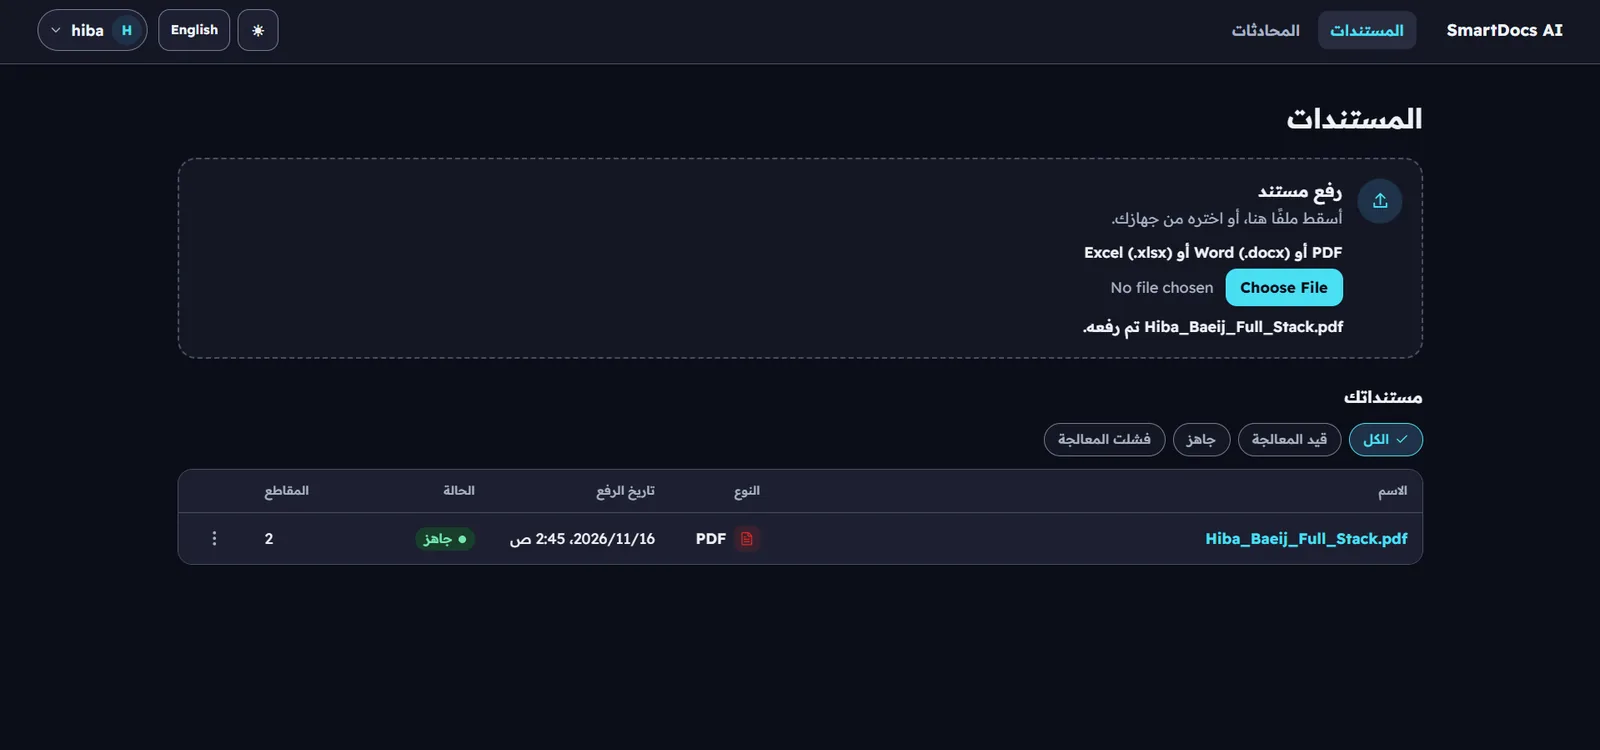 SmartDocs AI المستندات المحادثات English H hiba
المستندات
رفع مستند
أسقط ملفًا هنا، أو اختره من جهازك.
PDF أو Word (.docx) أو Excel (.xlsx)
Choose File No file chosen
Hiba_Baeij_Full_Stack.pdf تم رفعه.
مستنداتك
الكل قيد المعالجة جاهز فشلت المعالجة
الاسم النوع تاريخ الرفع الحالة المقاطع
Hiba_Baeij_Full_Stack.pdf PDF 2026/11/16، 2:45 ص جاهز 2